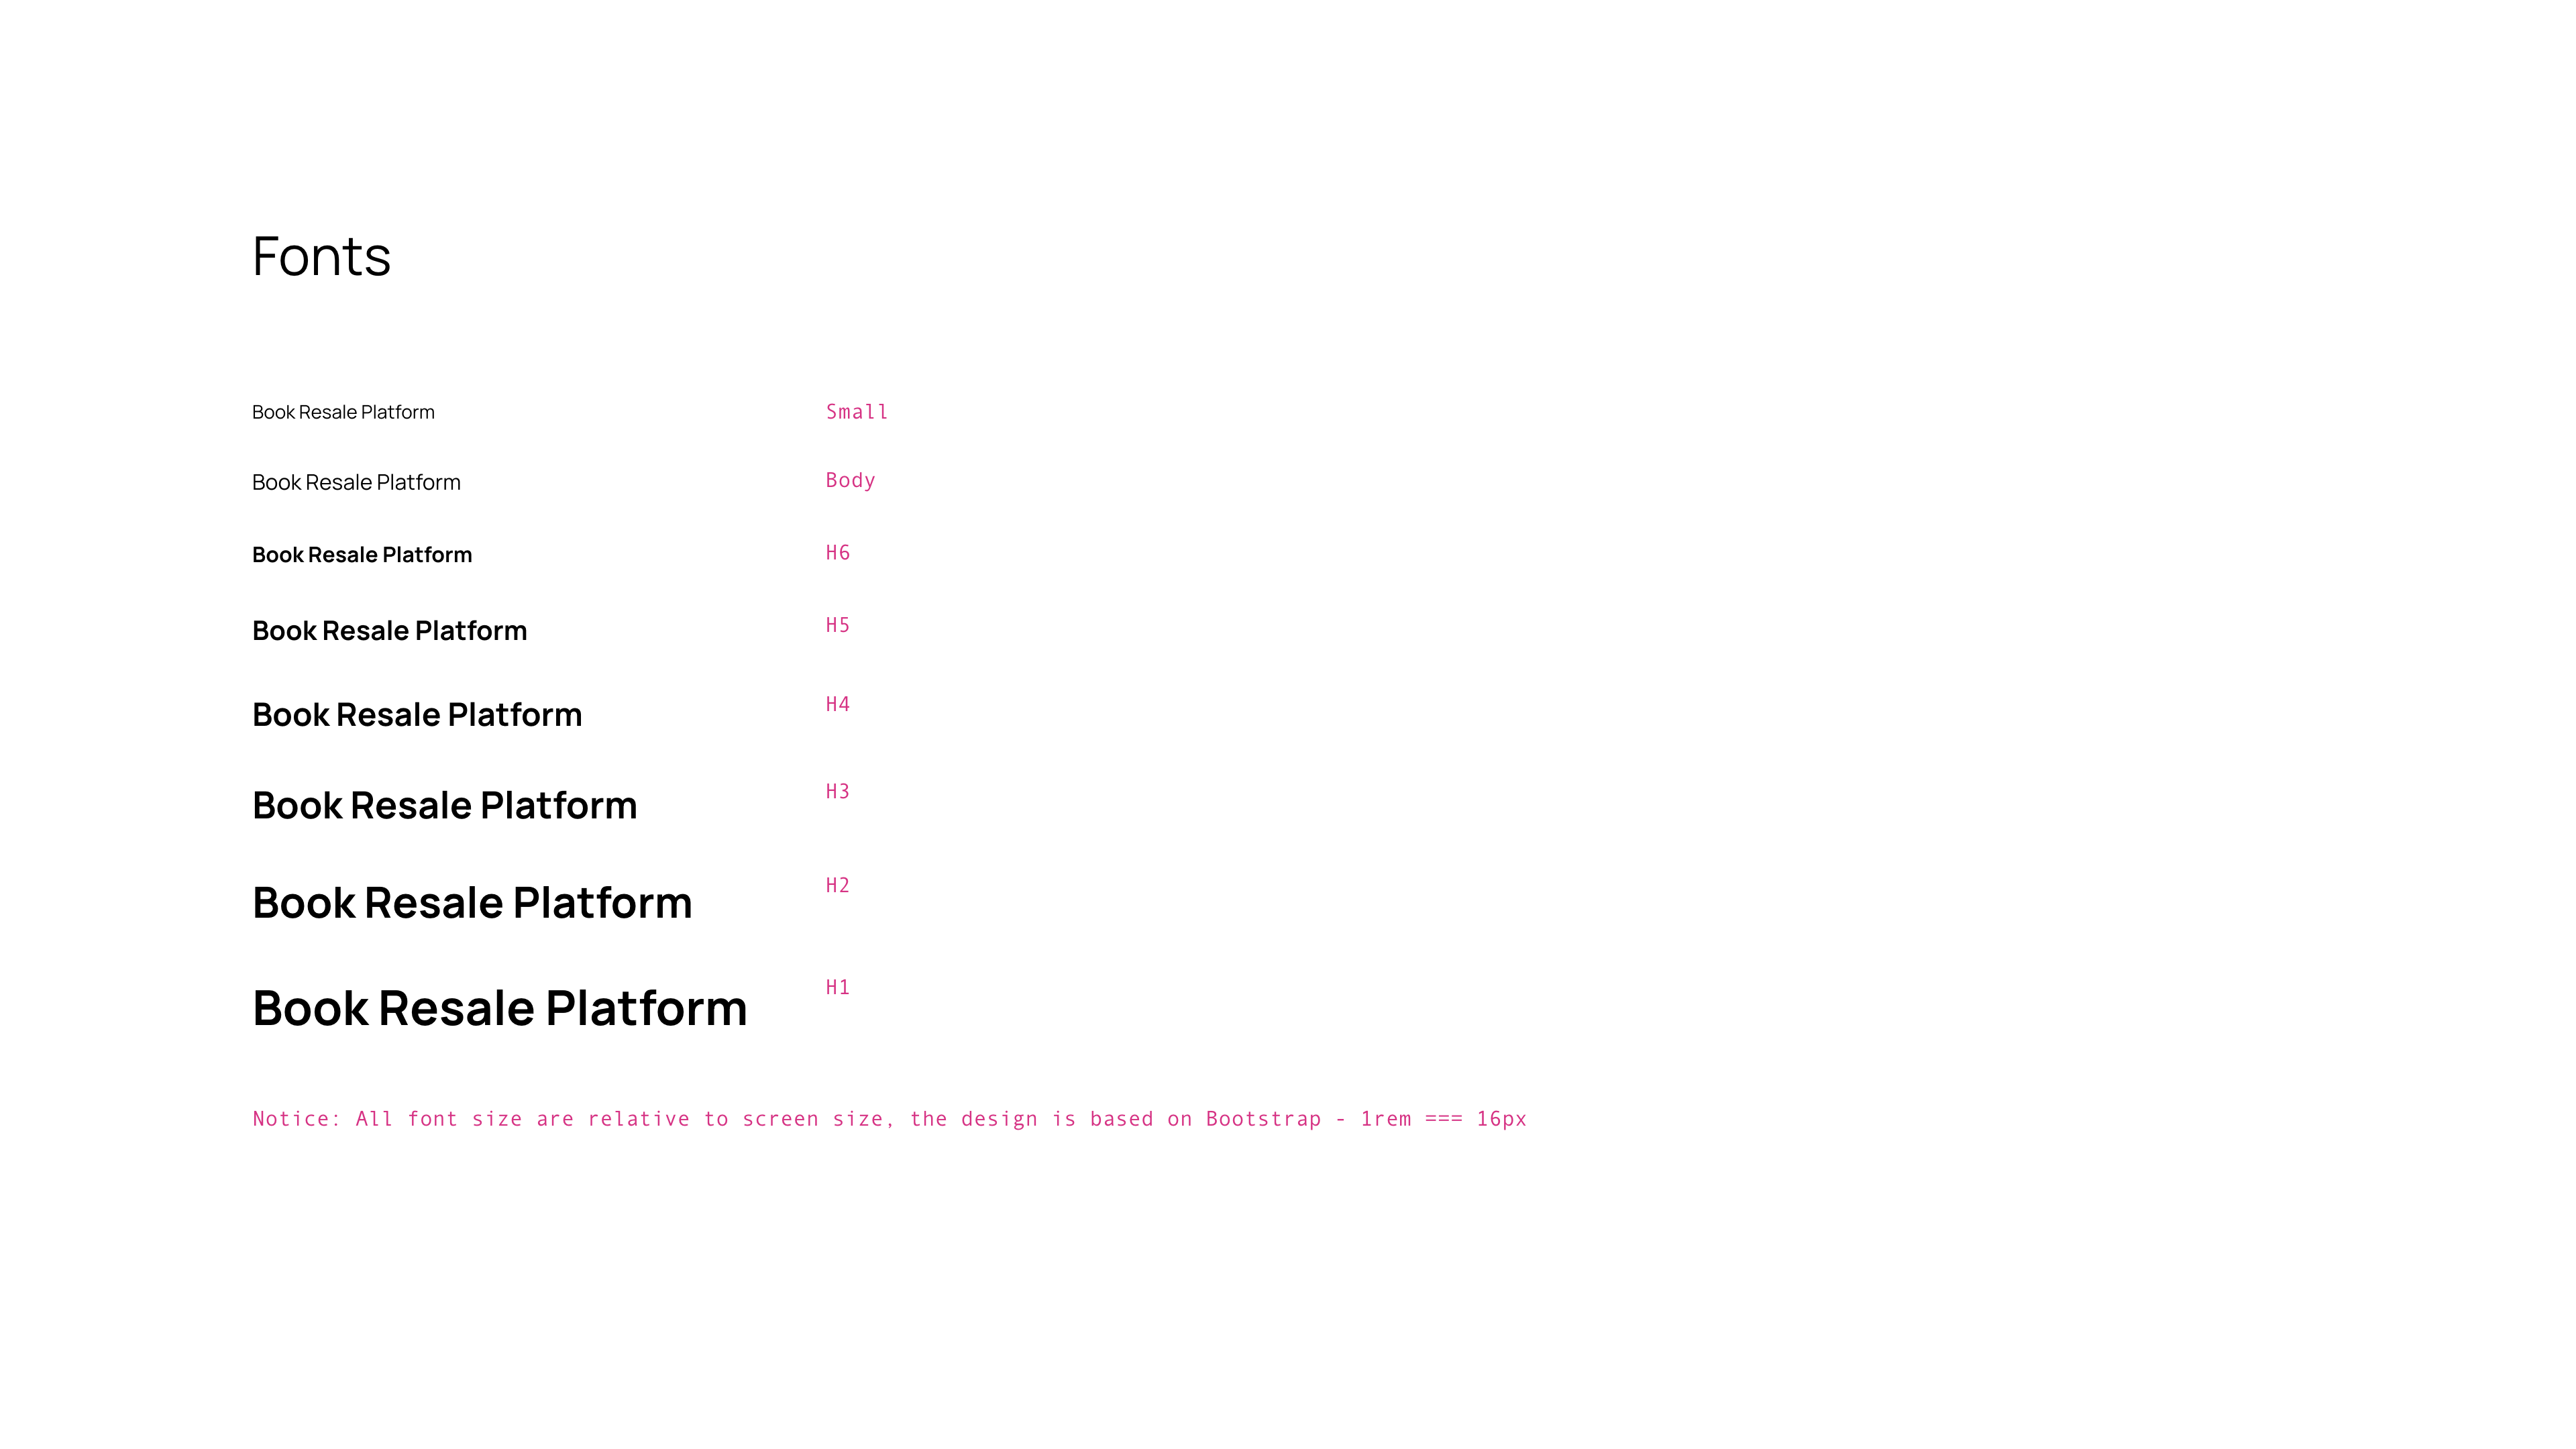 Fonts
Book Resale Platform Small
Book Resale Platform Body
Book Resale Platform H6
Book Resale Platform H5
Book Resale Platform H4
Book Resale Platform H3
Book Resale Platform H2
Book Resale Platform H1
Notice: All font size are relative to screen size, the design is based on Bootstrap - 1rem === 16px